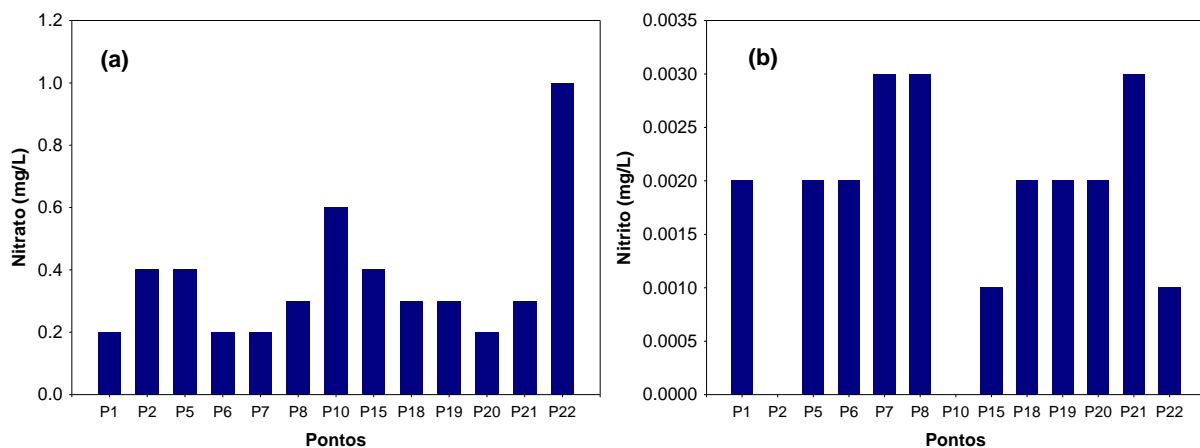 (a)
Nitrato (mg/L)
1.2
1.0
0.8
0.6
0.4
0.2
0.0
P1 P2 P5 P6 P7 P8 P10 P15 P18 P19 P20 P21 P22
Pontos
(b)
Nitrito (mg/L)
0.0035
0.0030
0.0025
0.0020
0.0015
0.0010
0.0005
0.0000
P1 P2 P5 P6 P7 P8 P10 P15 P18 P19 P20 P21 P22
Pontos